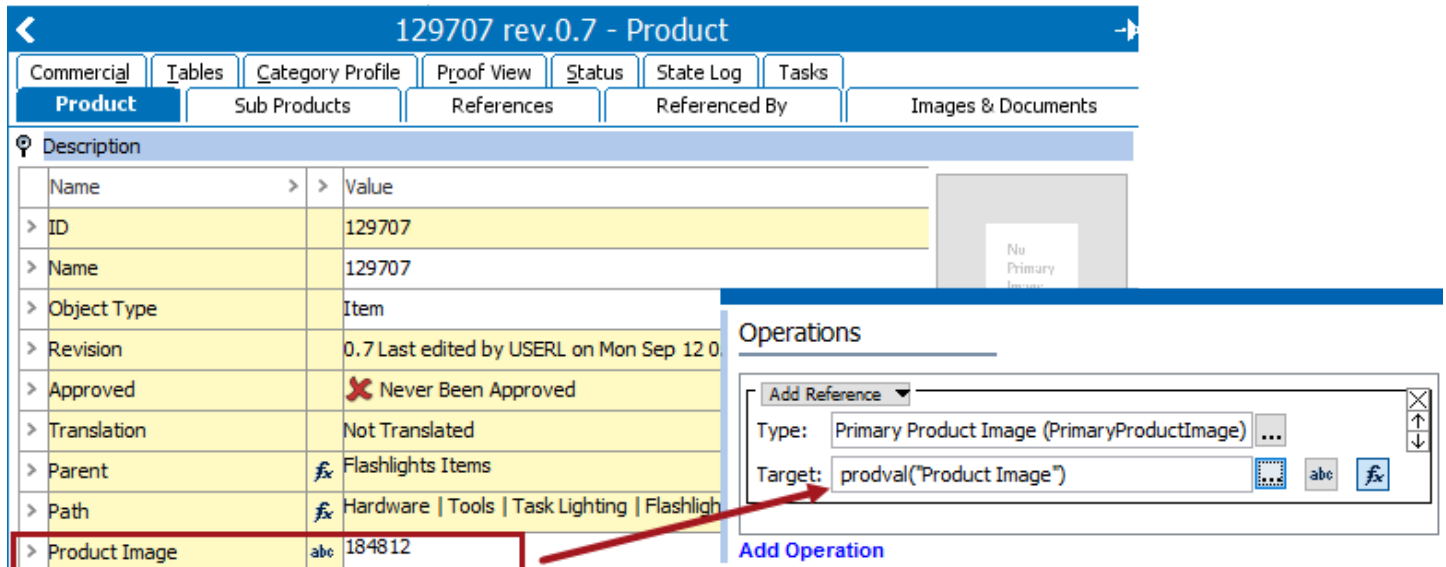 129707 rev.0.7 - Product
Commercial Tables Category Profile Proof View Status State Log Tasks
Product Sub Products References Referenced By Images & Documents
Description
Name > > Value
> ID 129707
> Name 129707
> Object Type Item
> Revision 0.7 Last edited by USERL on Mon Sep 12 0.
> Approved Never Been Approved
> Translation Not Translated
> Parent fx Flashlights Items
> Path fx Hardware | Tools | Task Lighting | Flashligh
> Product Image abc 184812
No
Primary
Image
Operations
Add Reference
Type: Primary Product Image (PrimaryProductImage) ...
Target: prodval("Product Image") ... abc fx
Add Operation